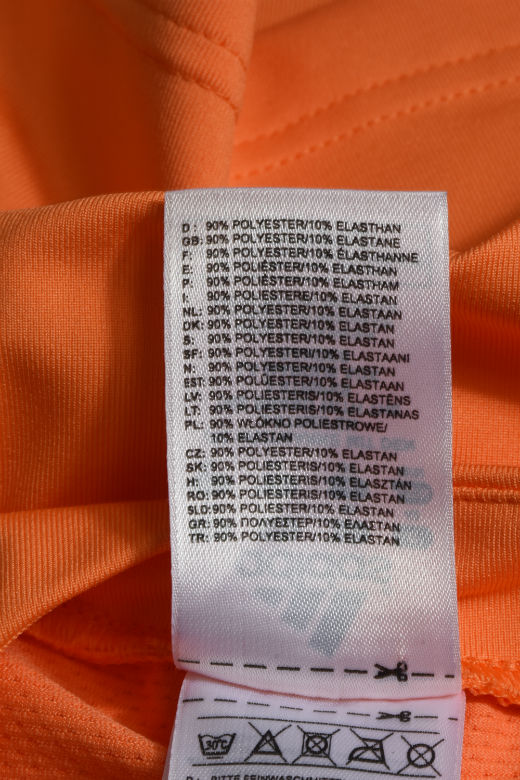 D: 90% POLYESTER/10% ELASTHAN
GB: 90% POLYESTER/10% ELASTANE
F: 90% POLYESTER/10% ÉLASTHANNE
E: 90% POLIÉSTER/10% ELASTHAN
P: 90% POLIÉSTER/10% ELASTHAM
I: 90% POLIESTERE/10% ELASTAN
NL: 90% POLYESTER/10% ELASTAAN
DK: 90% POLYESTER/10% ELASTAN
S: 90% POLYESTER/10% ELASTAN
SF: 90% POLYESTERI/10% ELASTAANI
N: 90% POLYESTER/10% ELASTAN
EST: 90% POLÜESTER/10% ELASTAAN
LV: 90% POLIESTERIS/10% ELASTĒNS
LT: 90% POLIESTERIS/10% ELASTANAS
PL: 90% WŁÓKNO POLIESTROWE/
10% ELASTAN
CZ: 90% POLYESTER/10% ELASTAN
SK: 90% POLIESTERIS/10% ELASTAN
H: 90% POLIESTERIS/10% ELASZTÁN
RO: 90% POLIESTERIS/10% ELASTAN
SLO: 90% POLYESTER/10% ELASTAN
GR: 90% ΠΟΛΥΕΣΤΕΡ/10% ΕΛΑΣΤΑΝ
TR: 90% POLYESTER/10% ELASTAN
30°C
D: BITTE FEINWASCHMITTEL